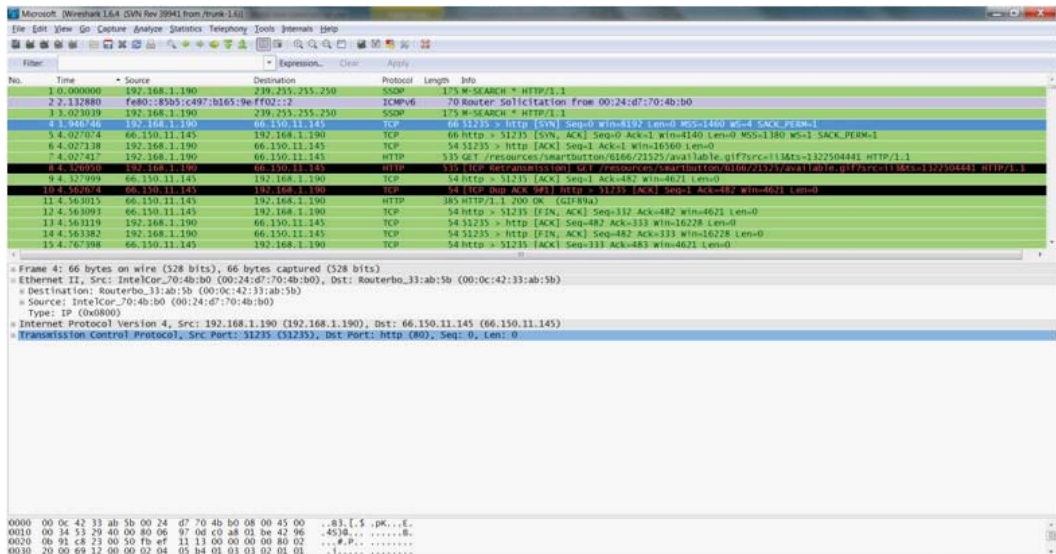 Microsoft [Wireshark 1.6.4 (SVN Rev 39941 from /trunk-1.6)]
File Edit View Go Capture Analyze Statistics Telephony Tools Internals Help
Filter: Expression... Clear Apply
No. Time Source Destination Protocol Length Info
1 0.000000 192.168.1.190 239.255.255.250 SSDP 175 M-SEARCH * HTTP/1.1
2 2.132880 fe80::85b5:c497:b165:9e ff02::2 ICMPv6 70 Router Solicitation from 00:24:d7:70:4b:b0
3 3.023039 192.168.1.190 239.255.255.250 SSDP 175 M-SEARCH * HTTP/1.1
4 3.946746 192.168.1.190 66.150.11.145 TCP 66 51235 > http [SYN] Seq=0 Win=8192 Len=0 MSS=1460 WS=4 SACK_PERM=1
5 4.027074 66.150.11.145 192.168.1.190 TCP 66 http > 51235 [SYN, ACK] Seq=0 Ack=1 Win=4140 Len=0 MSS=1380 WS=1 SACK_PERM=1
6 4.027138 192.168.1.190 66.150.11.145 TCP 54 51235 > http [ACK] Seq=1 Ack=1 Win=16560 Len=0
7 4.027417 192.168.1.190 66.150.11.145 HTTP 535 GET /resources/smartbutton/6166/21525/available.gif?src=ii3&ts=1322504441 HTTP/1.1
8 4.326950 192.168.1.190 66.150.11.145 HTTP 535 [TCP Retransmission] GET /resources/smartbutton/6166/21525/available.gif?src=ii3&ts=1322504441 HTTP/1.1
9 4.327999 66.150.11.145 192.168.1.190 TCP 54 http > 51235 [ACK] Seq=1 Ack=482 Win=4621 Len=0
10 4.562674 66.150.11.145 192.168.1.190 TCP 54 [TCP Dup ACK 9#1] http > 51235 [ACK] Seq=1 Ack=482 Win=4621 Len=0
11 4.563015 66.150.11.145 192.168.1.190 HTTP 385 HTTP/1.1 200 OK (GIF89a)
12 4.563093 66.150.11.145 192.168.1.190 TCP 54 http > 51235 [FIN, ACK] Seq=332 Ack=482 Win=4621 Len=0
13 4.563119 192.168.1.190 66.150.11.145 TCP 54 51235 > http [ACK] Seq=482 Ack=333 Win=16228 Len=0
14 4.563382 192.168.1.190 66.150.11.145 TCP 54 51235 > http [FIN, ACK] Seq=482 Ack=333 Win=16228 Len=0
15 4.767398 66.150.11.145 192.168.1.190 TCP 54 http > 51235 [ACK] Seq=333 Ack=483 Win=4621 Len=0
Frame 4: 66 bytes on wire (528 bits), 66 bytes captured (528 bits)
Ethernet II, Src: IntelCor_70:4b:b0 (00:24:d7:70:4b:b0), Dst: Routerbo_33:ab:5b (00:0c:42:33:ab:5b)
Destination: Routerbo_33:ab:5b (00:0c:42:33:ab:5b)
Source: IntelCor_70:4b:b0 (00:24:d7:70:4b:b0)
Type: IP (0x0800)
Internet Protocol Version 4, Src: 192.168.1.190 (192.168.1.190), Dst: 66.150.11.145 (66.150.11.145)
Transmission Control Protocol, Src Port: 51235 (51235), Dst Port: http (80), Seq: 0, Len: 0
0000 00 0c 42 33 ab 5b 00 24 d7 70 4b b0 08 00 45 00 ..B3.[.$ .pK...E.
0010 00 34 53 29 40 00 80 06 97 0d c0 a8 01 be 42 96 .4S)@... ......B.
0020 0b 91 c8 23 00 50 fb ef 11 13 00 00 00 00 80 02 ...#.P.. ........
0030 20 00 69 12 00 00 02 04 05 b4 01 03 03 02 01 01 .i..... ........